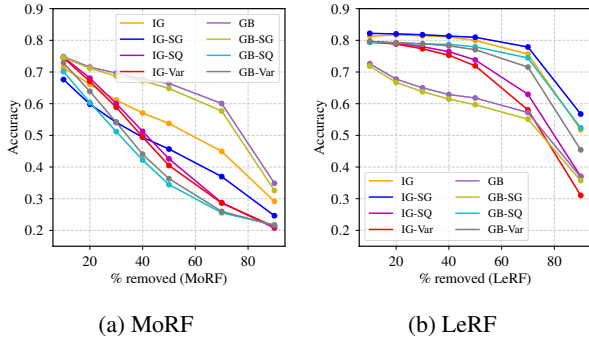 0.9
0.8
0.7
0.6
0.5
0.4
0.3
0.2
Accuracy
IG
IG-SG
IG-SQ
IG-Var
GB
GB-SG
GB-SQ
GB-Var
20 40 60 80
% removed (MoRF)
(a) MoRF
0.9
0.8
0.7
0.6
0.5
0.4
0.3
0.2
Accuracy
IG
IG-SG
IG-SQ
IG-Var
GB
GB-SG
GB-SQ
GB-Var
20 40 60 80
% removed (LeRF)
(b) LeRF